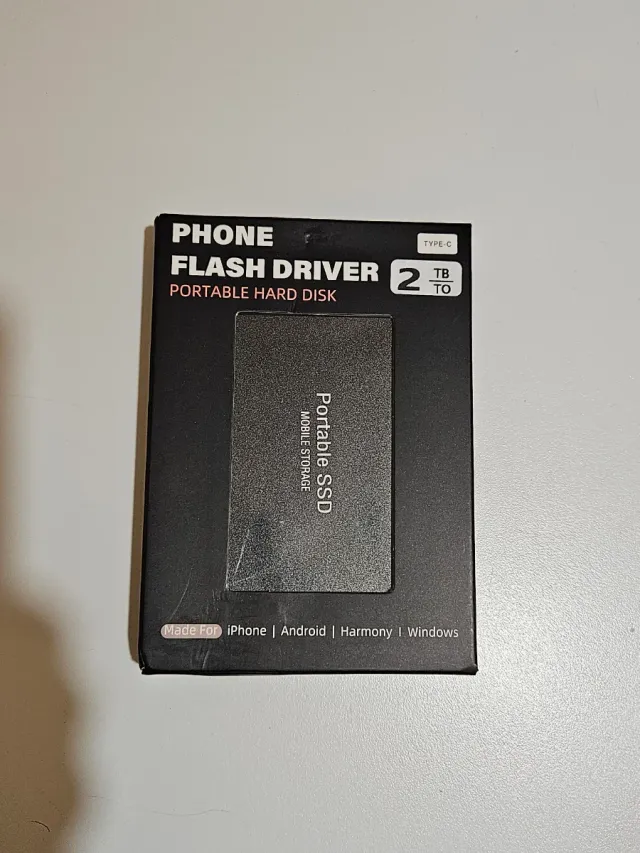 PHONE
FLASH DRIVER
PORTABLE HARD DISK
TYPE-C
2 TB
TO
Portable SSD
MOBILE STORAGE
Made For iPhone | Android | Harmony | Windows